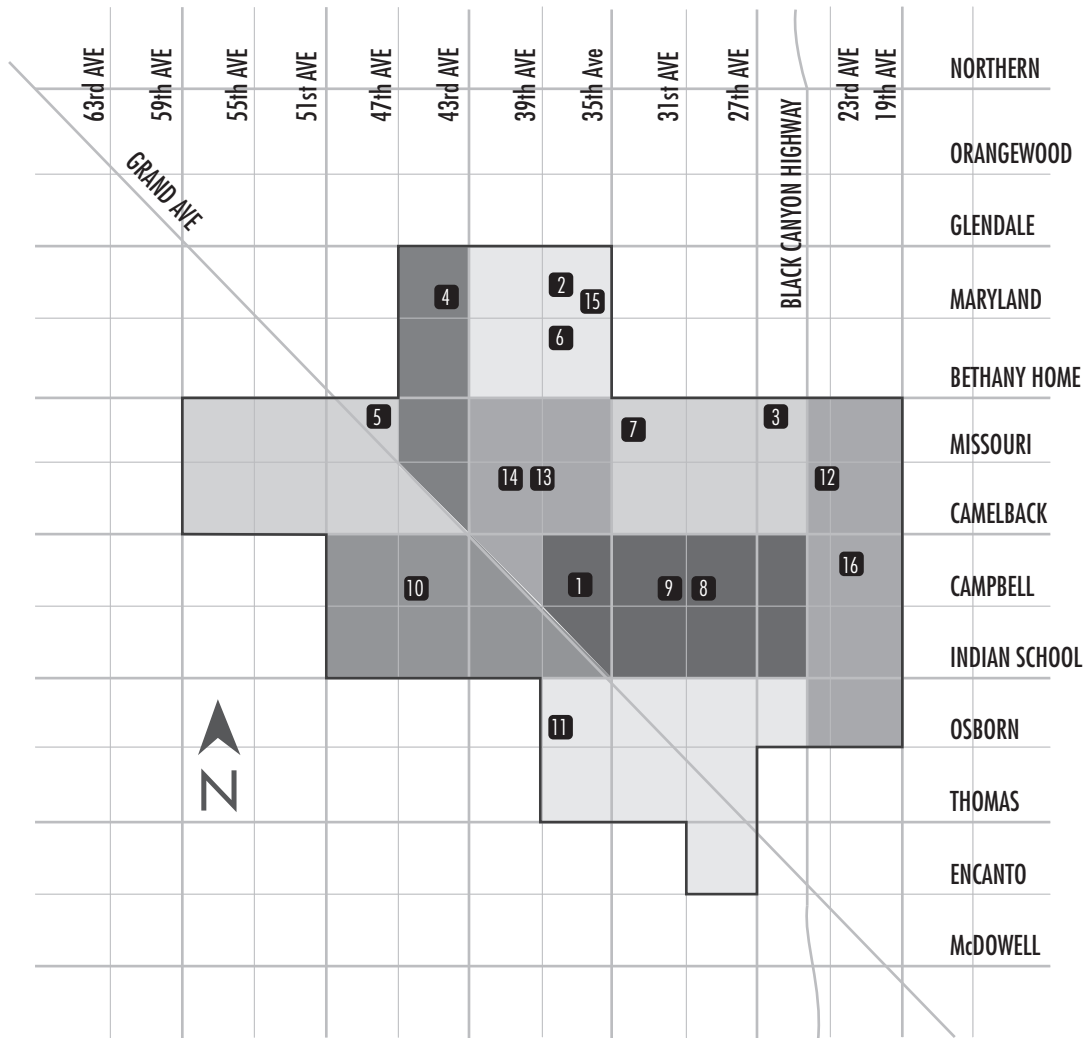 63rd AVE
59th AVE
55th AVE
51st AVE
47th AVE
43rd AVE
39th AVE
35th Ave
31st AVE
27th AVE
BLACK CANYON HIGHWAY
23rd AVE
19th AVE
NORTHERN
ORANGEWOOD
GRAND AVE
GLENDALE
2
4
15
MARYLAND
6
BETHANY HOME
5
3
7
MISSOURI
14
13
12
CAMELBACK
16
10
1
9
8
CAMPBELL
INDIAN SCHOOL
11
OSBORN
N
THOMAS
ENCANTO
McDOWELL